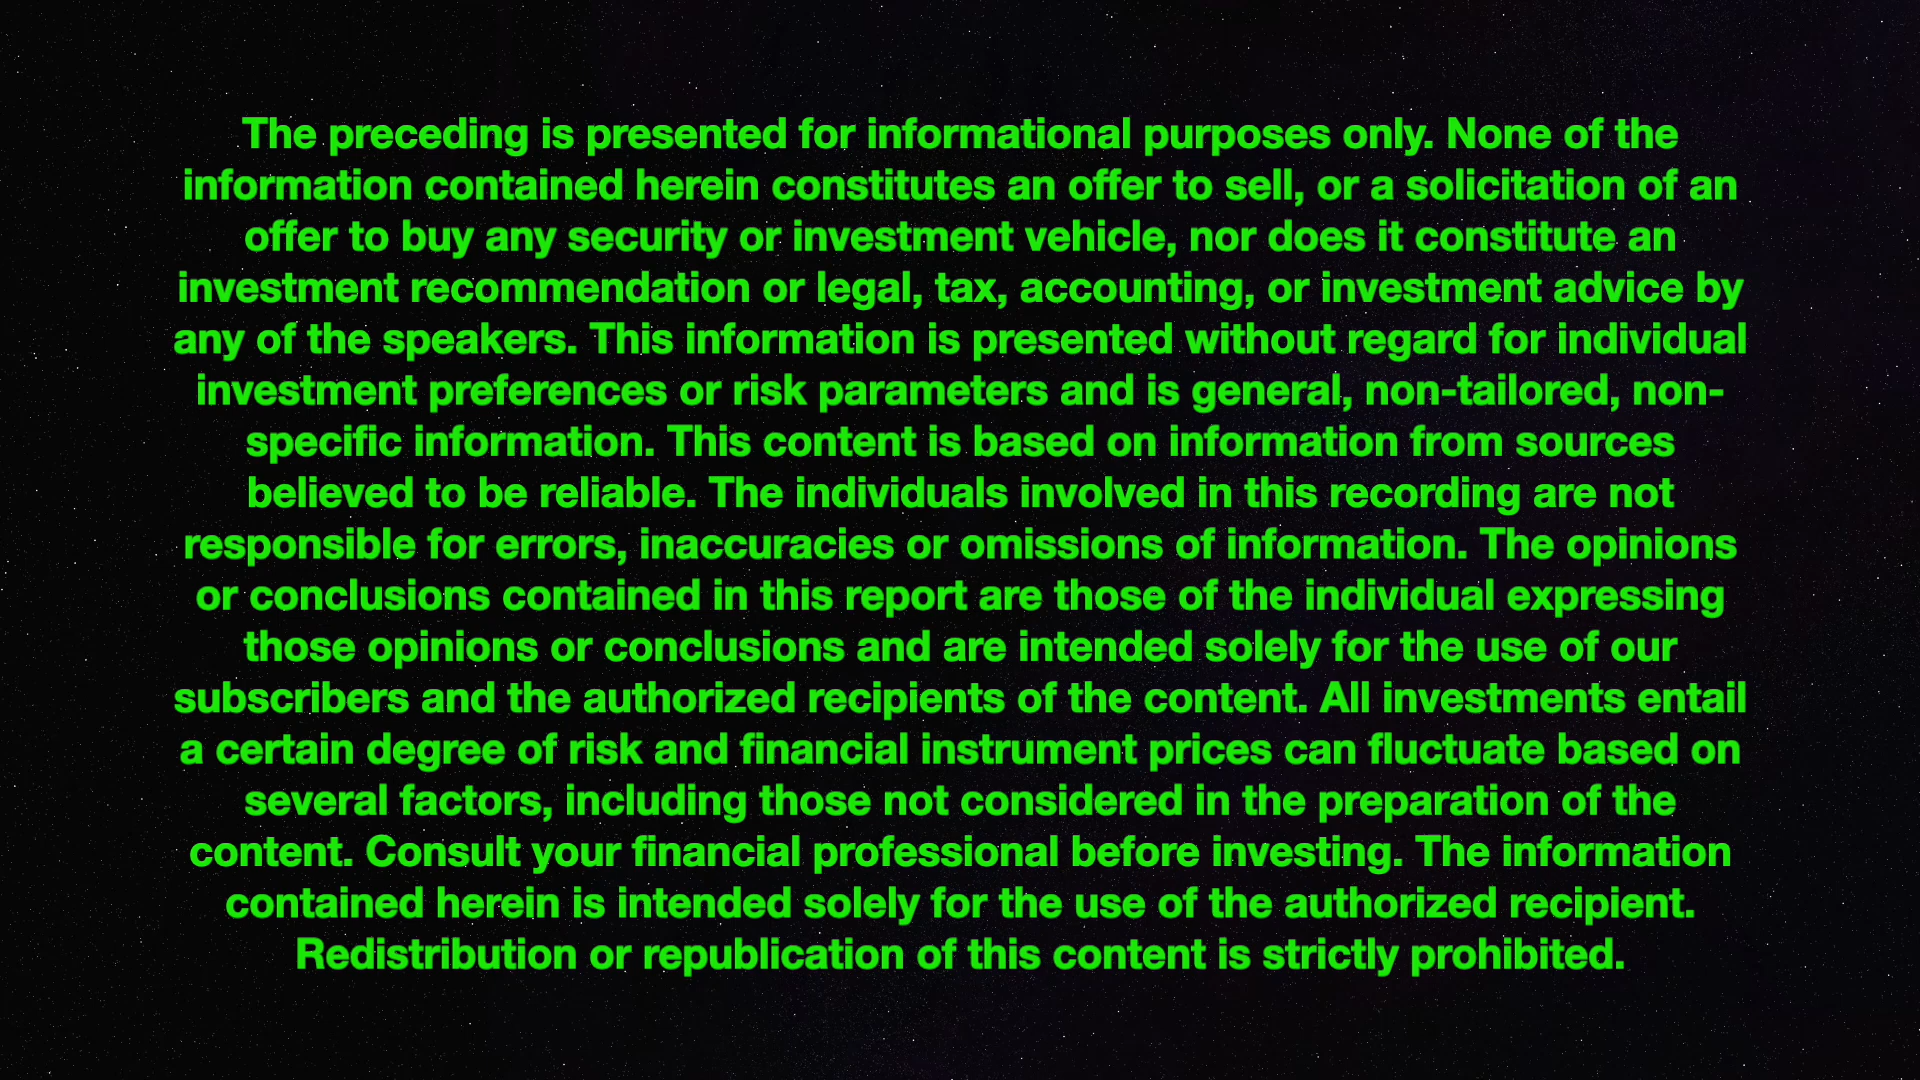 The preceding is presented for informational purposes only. None of the
information contained herein constitutes an offer to sell, or a solicitation of an
offer to buy any security or investment vehicle, nor does it constitute an
investment recommendation or legal, tax, accounting, or investment advice by
any of the speakers. This information is presented without regard for individual
investment preferences or risk parameters and is general, non-tailored, non-
specific information. This content is based on information from sources
believed to be reliable. The individuals involved in this recording are not
responsible for errors, inaccuracies or omissions of information. The opinions
or conclusions contained in this report are those of the individual expressing
those opinions or conclusions and are intended solely for the use of our
subscribers and the authorized recipients of the content. All investments entail
a certain degree of risk and financial instrument prices can fluctuate based on
several factors, including those not considered in the preparation of the
content. Consult your financial professional before investing. The information
contained herein is intended solely for the use of the authorized recipient.
Redistribution or republication of this content is strictly prohibited.